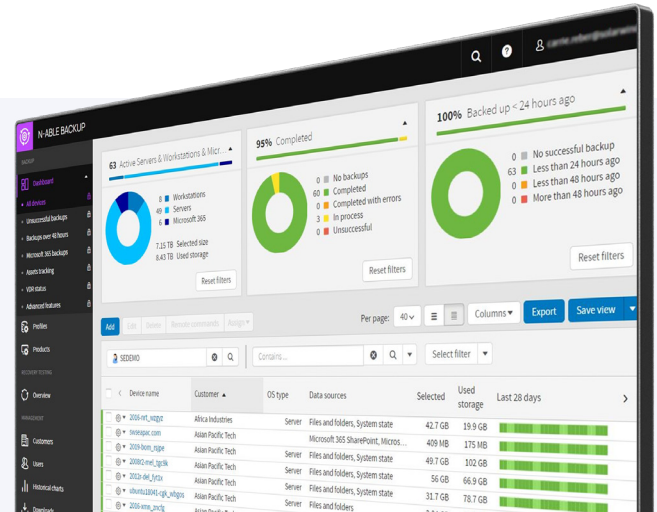 N-ABLE BACKUP
BACKUP
Dashboard
All devices
Unsuccessful backups
Backups over 48 hours
Microsoft 365 backups
Assets tracking
VDR status
Advanced features
Profiles
Products
RECOVERY TESTING
Overview
MANAGEMENT
Customers
Users
Historical charts
Downloads
63 Active Servers & Workstations & Micr...
8 Workstations
49 Servers
6 Microsoft 365
7.15 TB Selected size
8.43 TB Used storage
Reset filters
95% Completed
0 No backups
60 Completed
0 Completed with errors
3 In process
0 Unsuccessful
Reset filters
100% Backed up < 24 hours ago
0 No successful backup
63 Less than 24 hours ago
0 Less than 48 hours ago
0 More than 48 hours ago
Reset filters
Add Edit Delete Remote commands Assign
Per page: 40 Columns Export Save view
SEDEMO Contains... Select filter
Device name Customer OS type Data sources Selected Used storage Last 28 days
Africa Industries Server Files and folders, System state 42.7 GB 19.9 GB
swseapac.com Asian Pacific Tech Microsoft 365 SharePoint, Micros... 409 MB 175 MB
Asian Pacific Tech Server Files and folders, System state 49.7 GB 102 GB
Asian Pacific Tech Server Files and folders, System state 56 GB 66.9 GB
Asian Pacific Tech Server Files and folders, System state 31.7 GB 78.7 GB
Asian Pacific Tech Server Files and folders